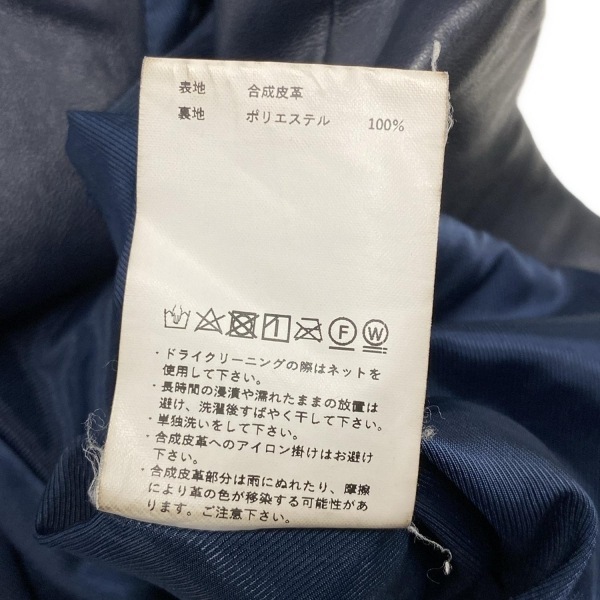 表地 合成皮革
裏地 ポリエステル 100%
F W
・ドライクリーニングの際はネットを
使用して下さい。
・長時間の浸漬や濡れたままの放置は
避け、洗濯後すばやく干して下さい。
・単独洗いをして下さい。
・合成皮革へのアイロン掛けはお避け
下さい。
・合成皮革部分は雨にぬれたり、摩擦
により革の色が移染する可能性があ
ります。ご注意下さい。